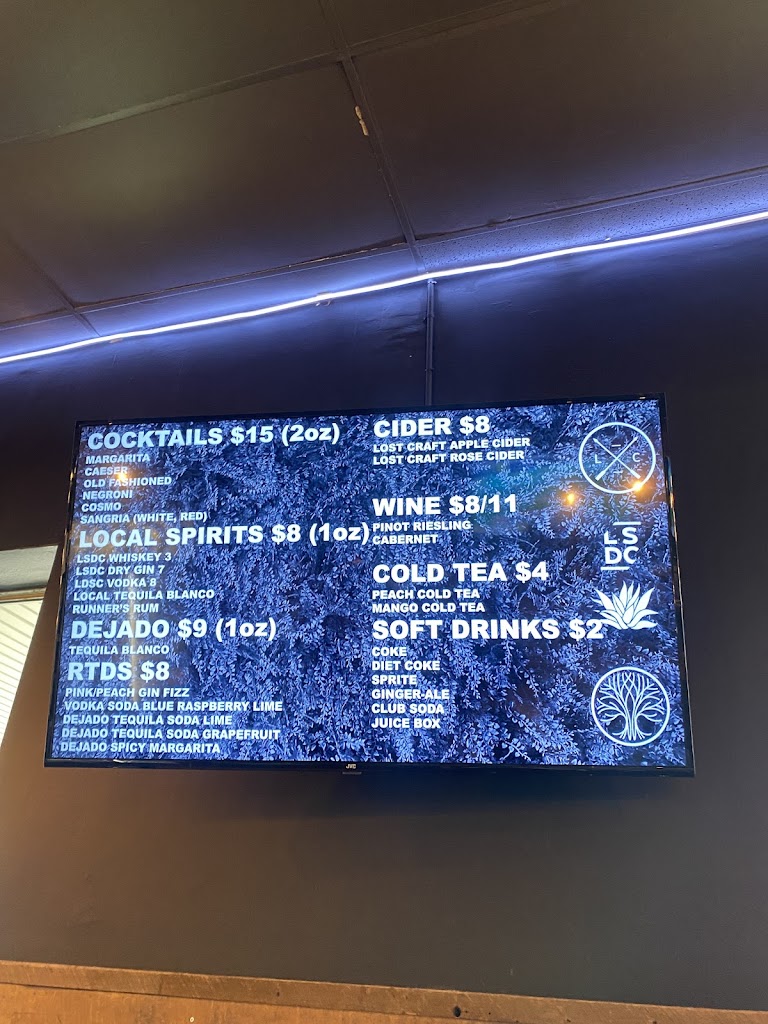 COCKTAILS $15 (2oz)
MARGARITA
CAESER
OLD FASHIONED
NEGRONI
COSMO
SANGRIA (WHITE, RED)
LOCAL SPIRITS $8 (1oz)
LSDC WHISKEY 3
LSDC DRY GIN 7
LDSC VODKA 8
LOCAL TEQUILA BLANCO
RUNNER'S RUM
DEJADO $9 (1oz)
TEQUILA BLANCO
RTDS $8
PINK/PEACH GIN FIZZ
VODKA SODA BLUE RASPBERRY LIME
DEJADO TEQUILA SODA LIME
DEJADO TEQUILA SODA GRAPEFRUIT
DEJADO SPICY MARGARITA
CIDER $8
LOST CRAFT APPLE CIDER
LOST CRAFT ROSE CIDER
WINE $8/11
PINOT RIESLING
CABERNET
COLD TEA $4
PEACH COLD TEA
MANGO COLD TEA
SOFT DRINKS $2
COKE
DIET COKE
SPRITE
GINGER-ALE
CLUB SODA
JUICE BOX
L C
LS
DC
JVC